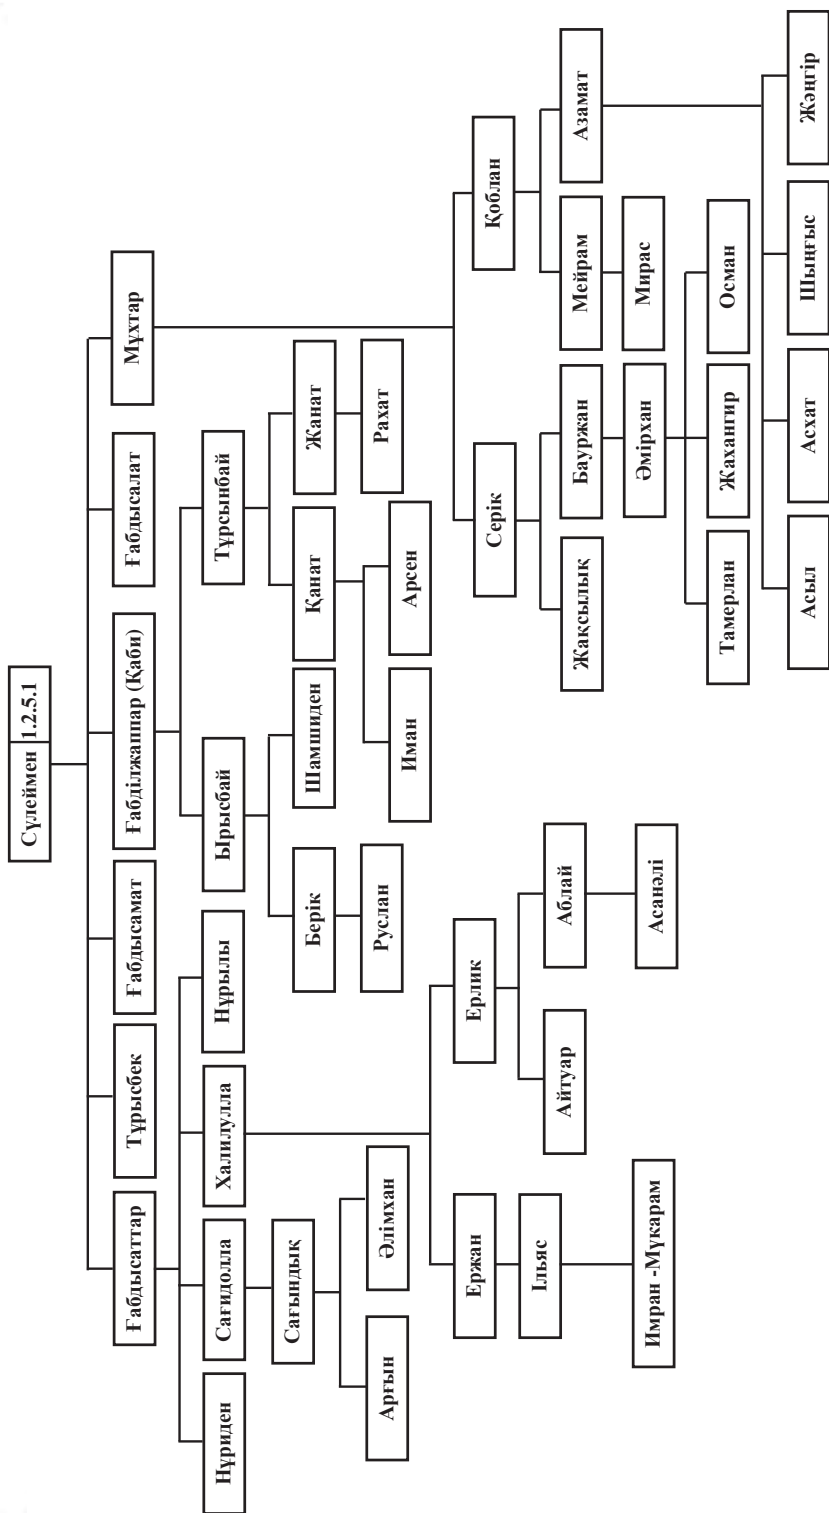 Сүлеймен 1.2.5.1
Ғабдысаттар
Тұрысбек
Ғабдысамат
Ғабділжаппар (Қаби)
Ғабдысалат
Мұхтар
Нұриден
Сағидолла
Халилулла
Нұрылы
Ырысбай
Тұрсынбай
Сағындық
Берік
Шамшиден
Қанат
Жанат
Арғын
Әлімхан
Руслан
Иман
Арсен
Рахат
Ержан
Ерлик
Серік
Қоблан
Ільяс
Айтуар
Аблай
Жақсылық
Бауржан
Мейрам
Азамат
Имран -Мұкарам
Асанәлі
Әмірхан
Мирас
Тамерлан
Жахангир
Осман
Асыл
Асхат
Шыңғыс
Жәңгір